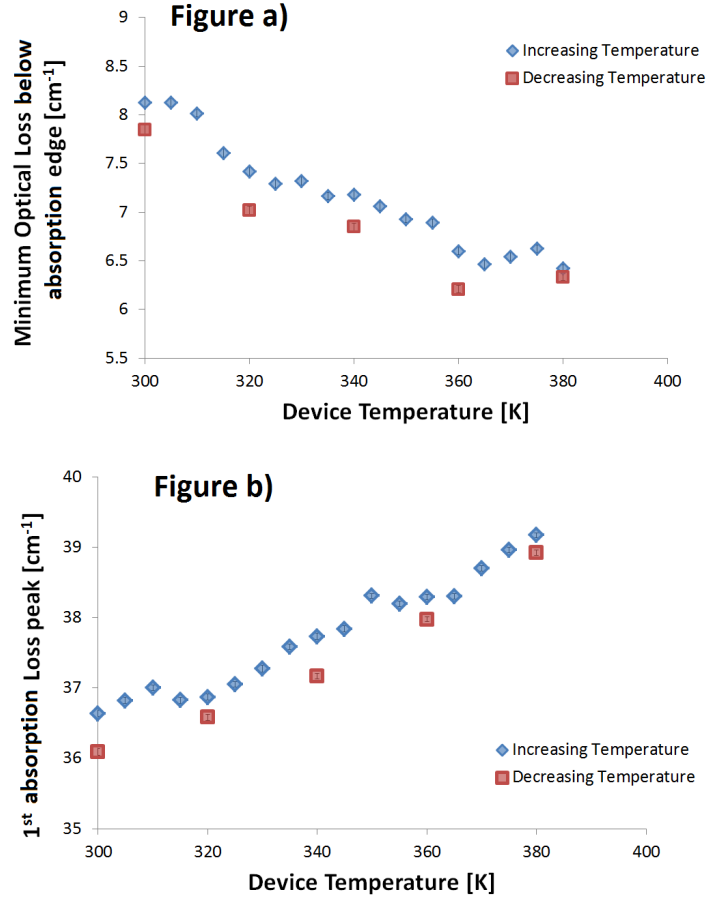 Figure a)
Minimum Optical Loss below
absorption edge [cm⁻¹]
9
8.5
8
7.5
7
6.5
6
5.5
300
320
340
360
380
400
Device Temperature [K]
Increasing Temperature
Decreasing Temperature
Figure b)
1ˢᵗ absorption Loss peak [cm⁻¹]
40
39
38
37
36
35
300
320
340
360
380
400
Device Temperature [K]
Increasing Temperature
Decreasing Temperature